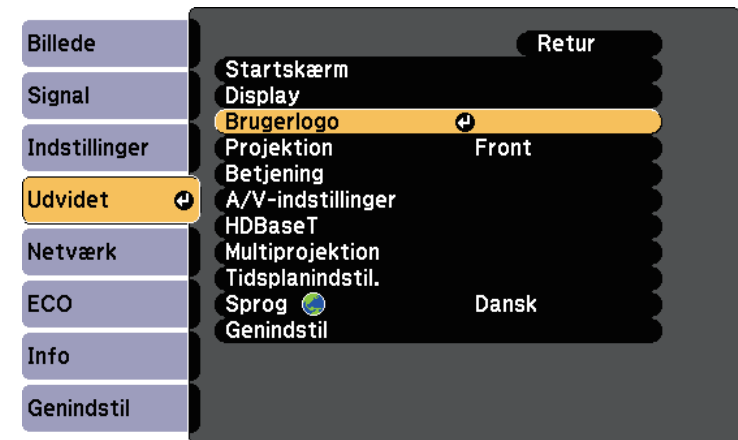 Billede
Signal
Indstillinger
Udvidet
Netværk
ECO
Info
Genindstil
Retur
Startskærm
Display
Brugerlogo
Projektion Front
Betjening
A/V-indstillinger
HDBaseT
Multiprojektion
Tidsplanindstil.
Sprog Dansk
Genindstil